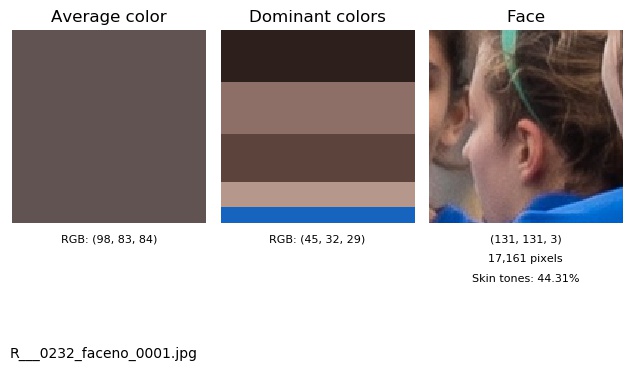 Average color
Dominant colors
Face
RGB: (98, 83, 84)
RGB: (45, 32, 29)
(131, 131, 3)
17,161 pixels
Skin tones: 44.31%
R___0232_faceno_0001.jpg